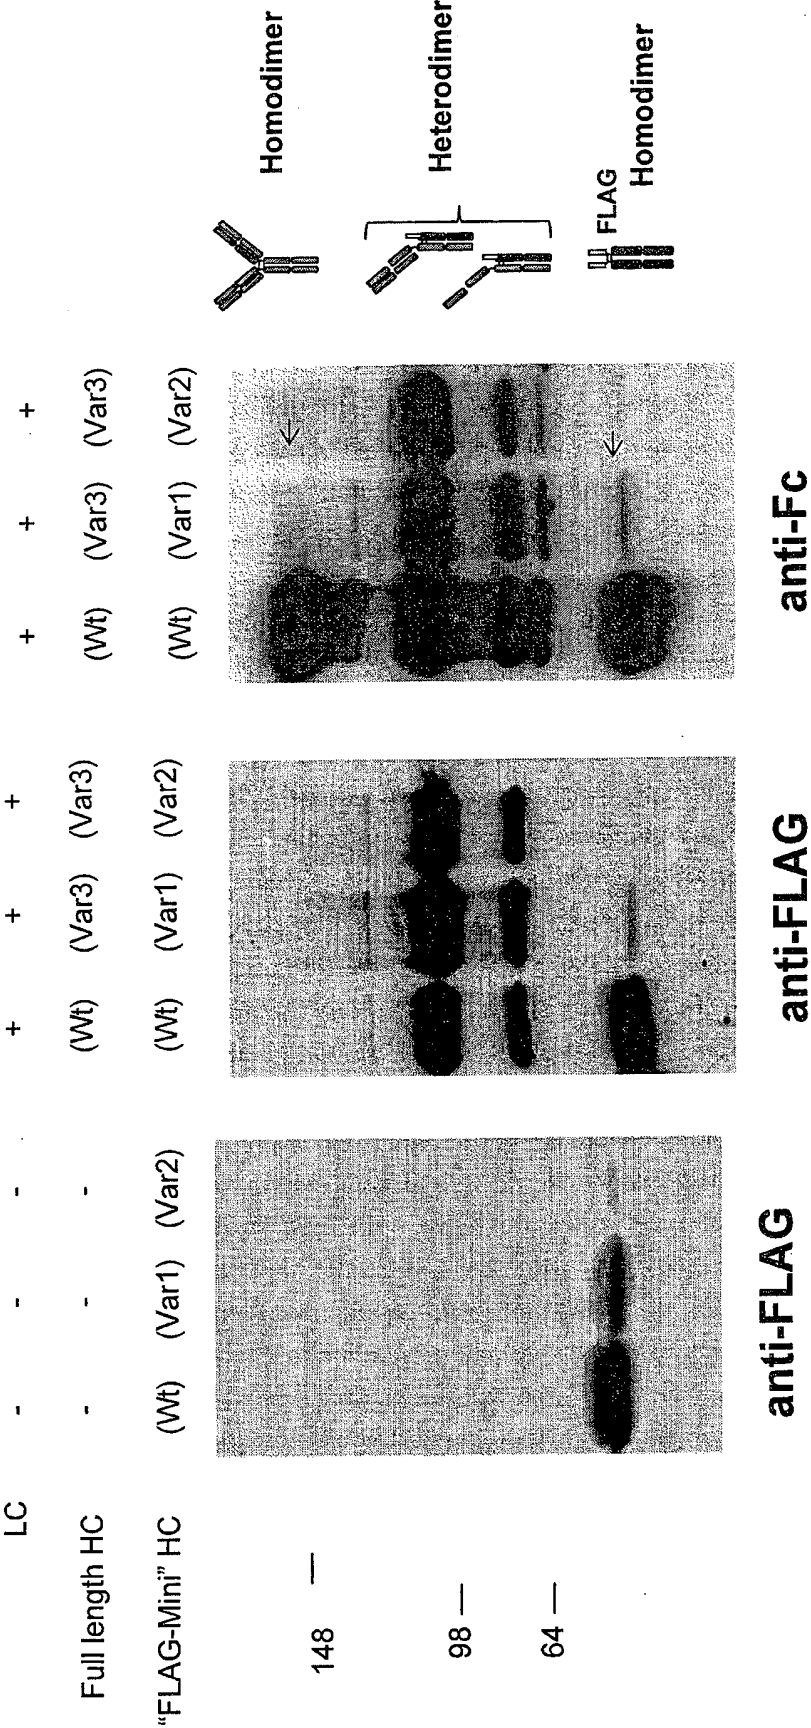 LC - - - + + + + + +
Full length HC - - - (Wt) (Var3) (Var3) (Wt) (Var3) (Var3)
"FLAG-Mini" HC (Wt) (Var1) (Var2) (Wt) (Var1) (Var2) (Wt) (Var1) (Var2)
148
98
64
Homodimer
Heterodimer
FLAG
Homodimer
anti-FLAG anti-FLAG anti-Fc